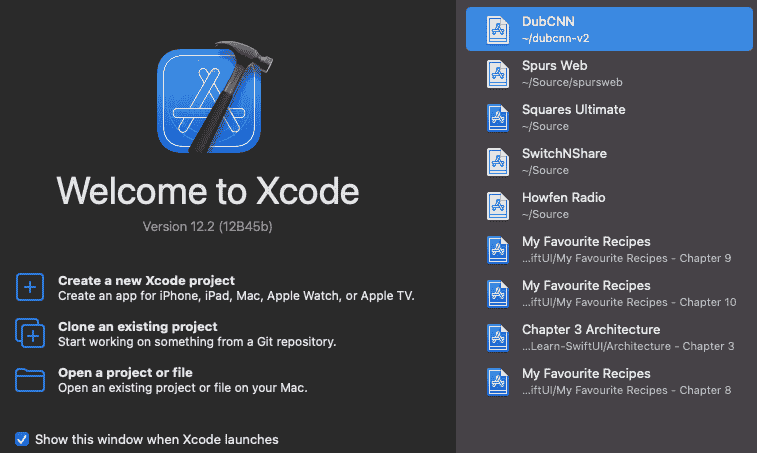 Welcome to Xcode
Version 12.2 (12B45b)
Create a new Xcode project
Create an app for iPhone, iPad, Mac, Apple Watch, or Apple TV.
Clone an existing project
Start working on something from a Git repository.
Open a project or file
Open an existing project or file on your Mac.
Show this window when Xcode launches
DubCNN
~/dubcnn-v2
Spurs Web
~/Source/spursweb
Squares Ultimate
~/Source
SwitchNShare
~/Source
Howfen Radio
~/Source
My Favourite Recipes
...iftUI/My Favourite Recipes - Chapter 9
My Favourite Recipes
...iftUI/My Favourite Recipes - Chapter 10
Chapter 3 Architecture
...Learn-SwiftUI/Architecture - Chapter 3
My Favourite Recipes
...iftUI/My Favourite Recipes - Chapter 8